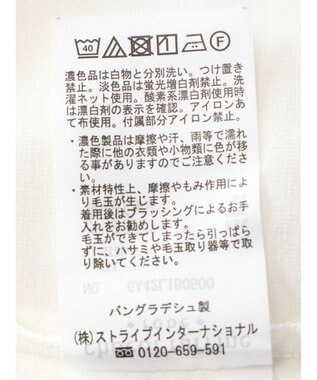 40
F
濃色品は白物と分別洗い。つけ置き
禁止。淡色品は蛍光増白剤禁止。洗
濯ネット使用。酸素系漂白剤使用時
は漂白剤の表示を確認。アイロンあ
て布使用。付属部分アイロン禁止。
・濃色製品は摩擦や汗、雨等で濡れ
た際に他の衣類や小物類に色が移
る事がありますのでご注意くださ
い。
・素材特性上、摩擦やもみ作用によ
り毛玉が生じます。
着用後はブラッシングによるお手
入れをお勧めします。
毛玉ができてしまったら引っぱら
ずに、ハサミや毛玉取り器等で取
り除いてください。
バングラデシュ製
(株)ストライプインターナショナル
0120-659-591